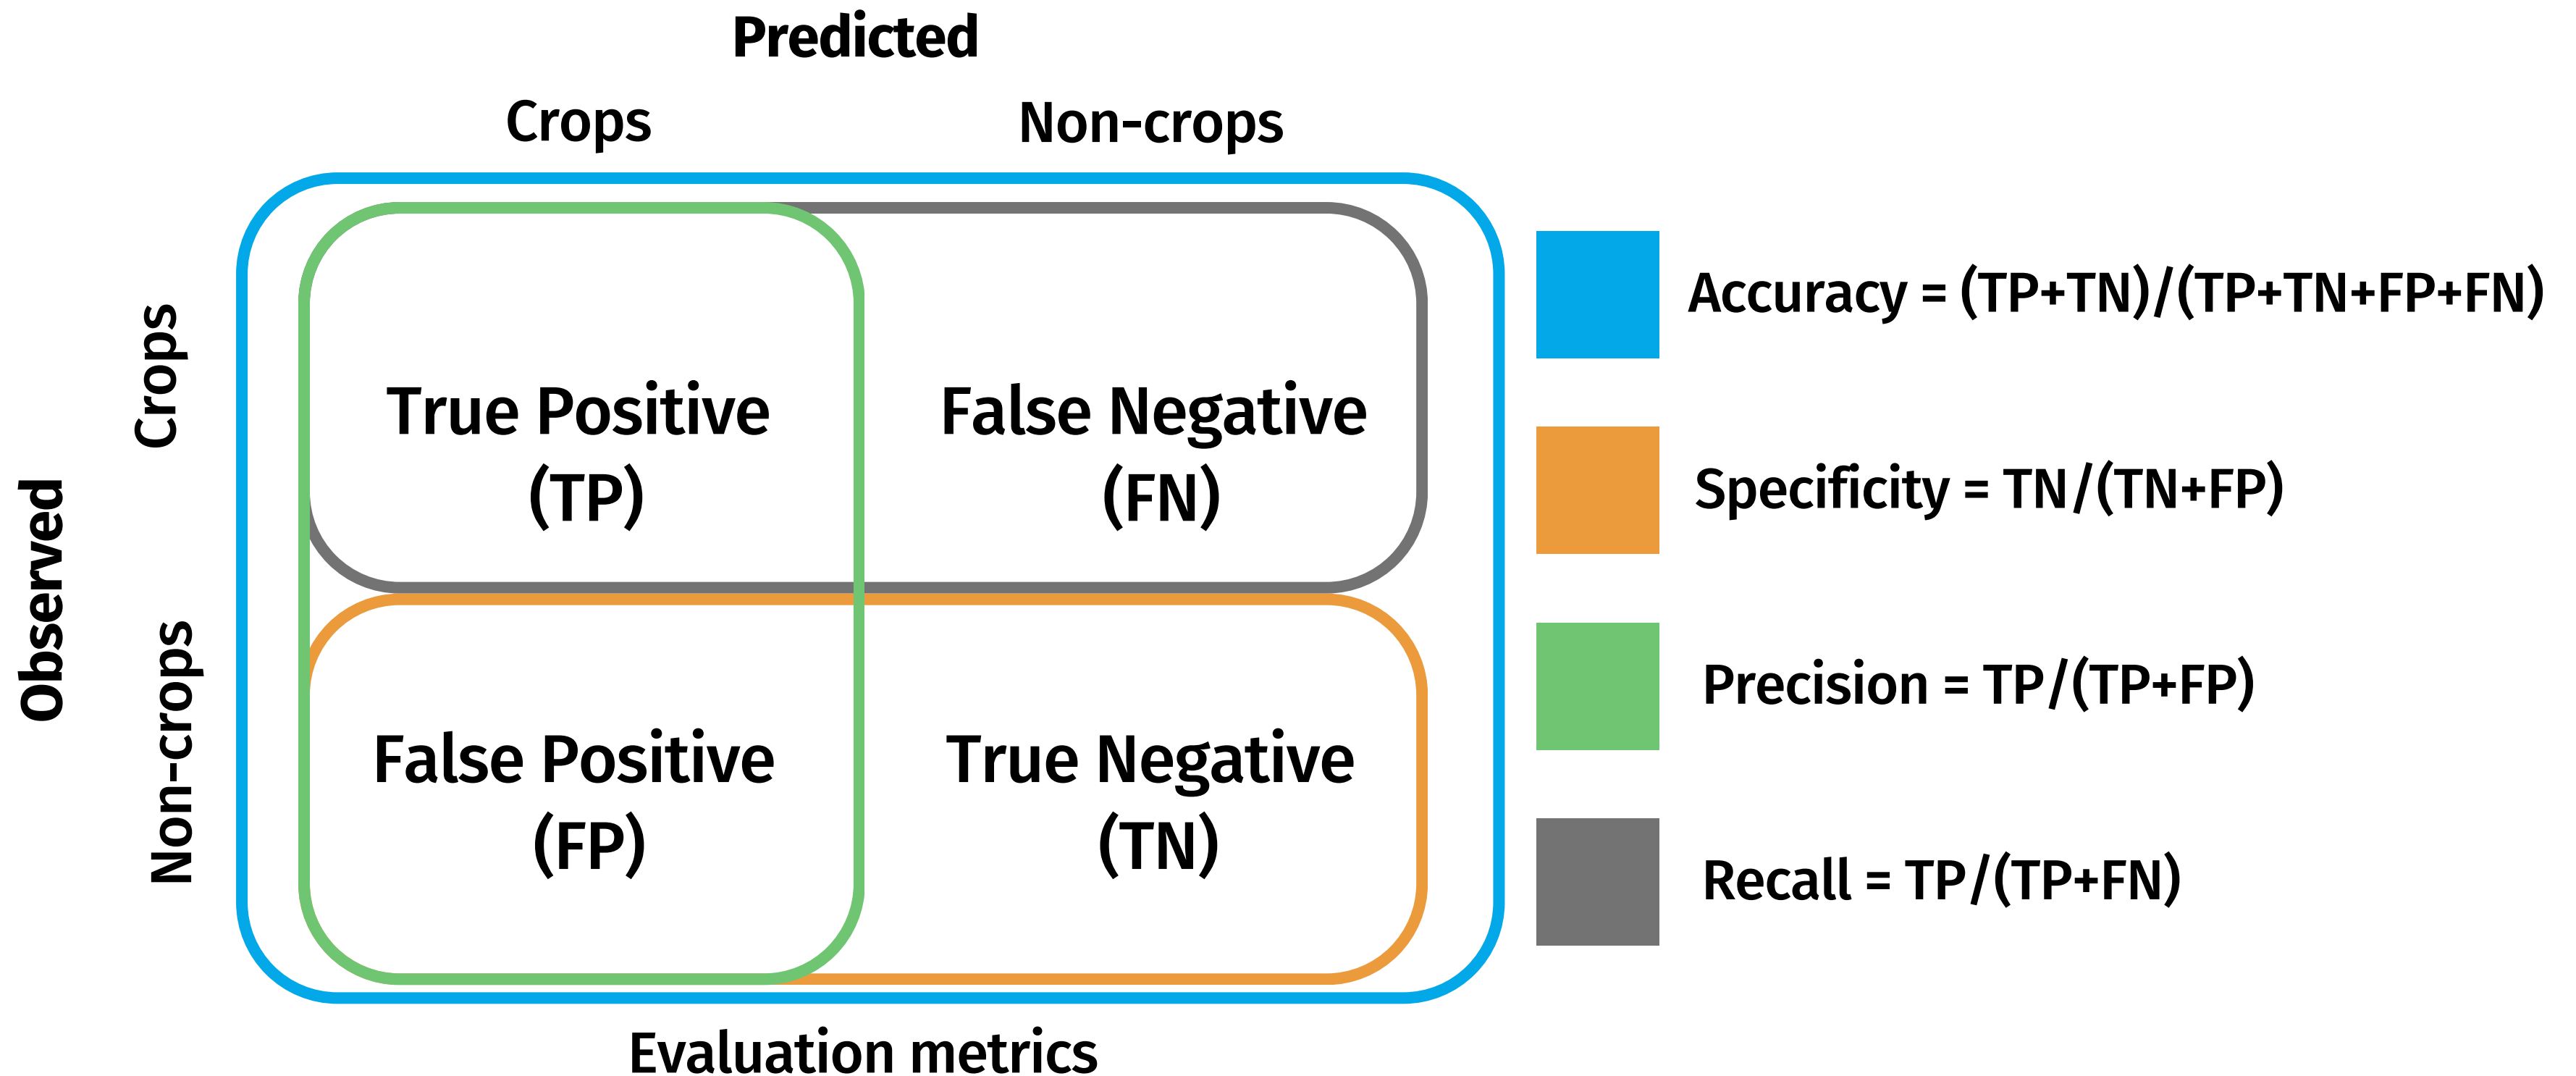 Predicted
Crops
Non-crops
Observed
Crops
Non-crops
True Positive
(TP)
False Negative
(FN)
False Positive
(FP)
True Negative
(TN)
Accuracy = (TP+TN)/(TP+TN+FP+FN)
Specificity = TN/(TN+FP)
Precision = TP/(TP+FP)
Recall = TP/(TP+FN)
Evaluation metrics